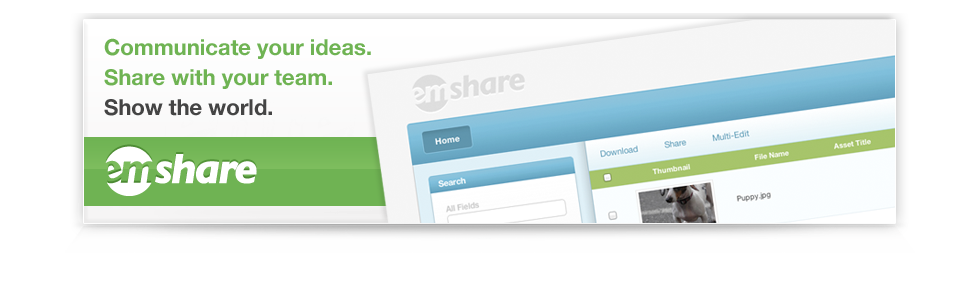 Communicate your ideas.
Share with your team.
Show the world.
emshare
emshare
Home
Search
All Fields
Download Share Multi-Edit
Thumbnail File Name Asset Title
Puppy.jpg